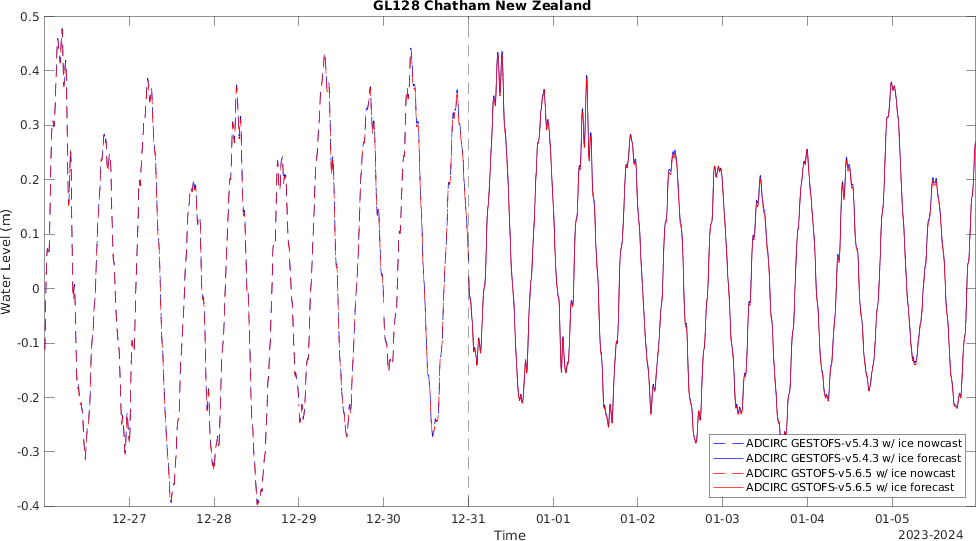 GL128 Chatham New Zealand
Water Level (m)
0.5
0.4
0.3
0.2
0.1
0
-0.1
-0.2
-0.3
-0.4
ADCIRC GESTOFS-v5.4.3 w/ ice nowcast
ADCIRC GESTOFS-v5.4.3 w/ ice forecast
ADCIRC GSTOFS-v5.6.5 w/ ice nowcast
ADCIRC GSTOFS-v5.6.5 w/ ice forecast
12-27 12-28 12-29 12-30 12-31 01-01 01-02 01-03 01-04 01-05
Time
2023-2024